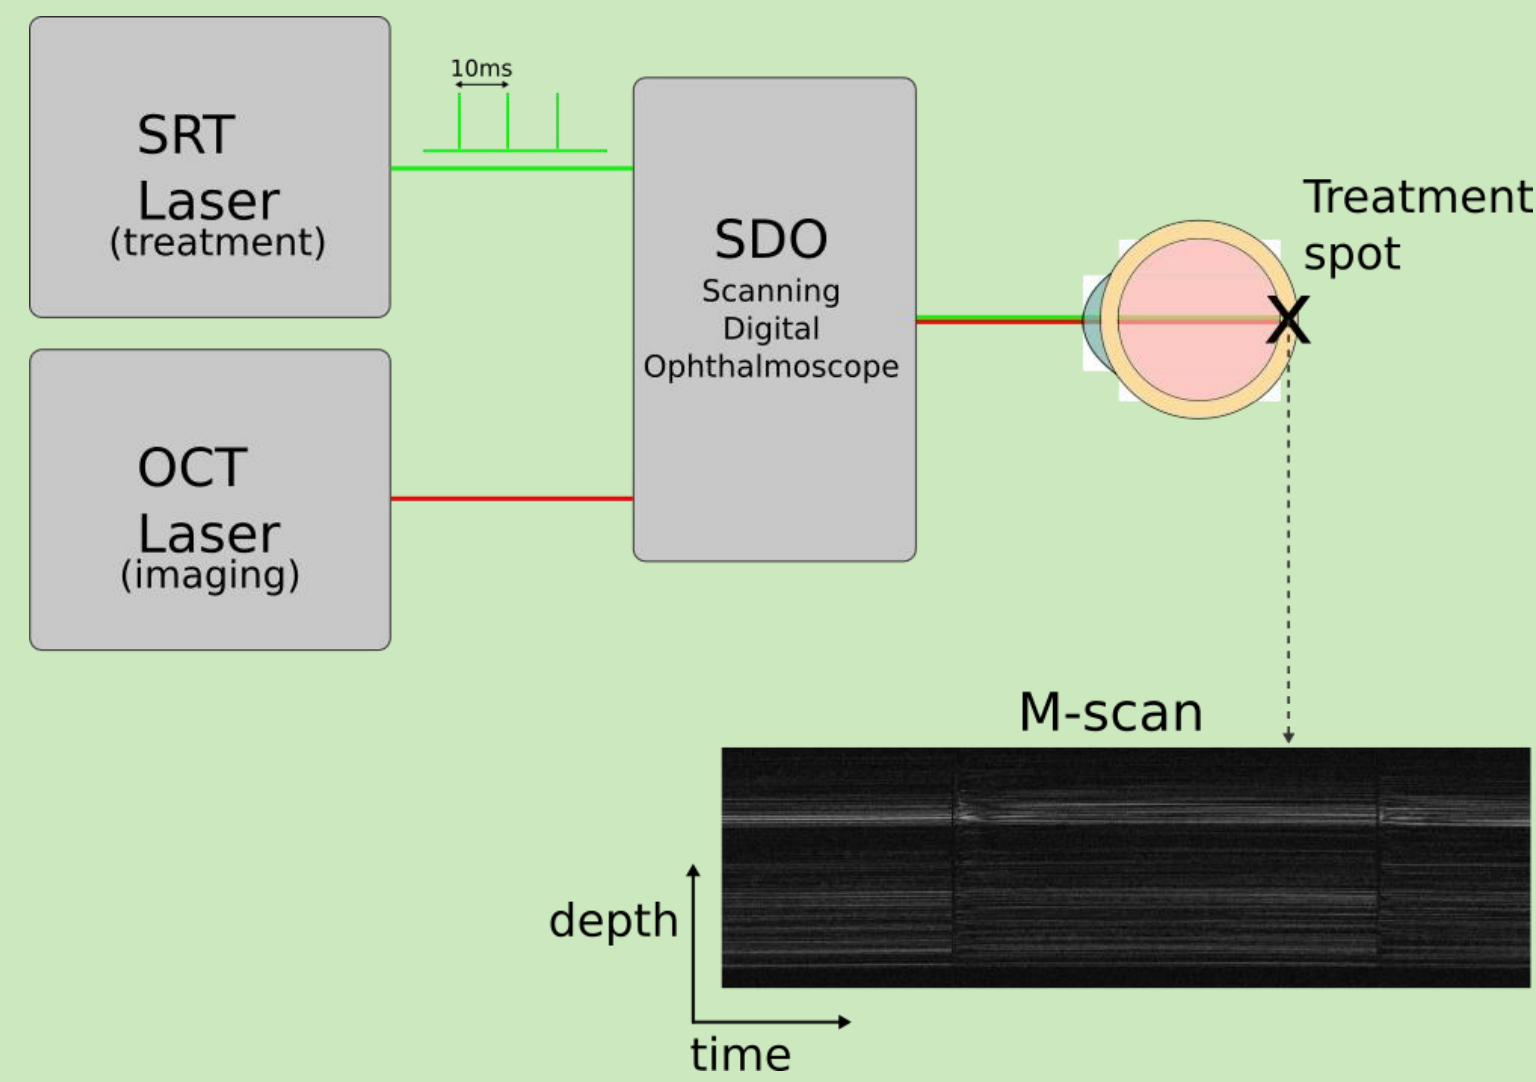 SRT
Laser
(treatment)
10ms
SDO
Scanning
Digital
Ophthalmoscope
Treatment
spot
X
OCT
Laser
(imaging)
M-scan
depth
time